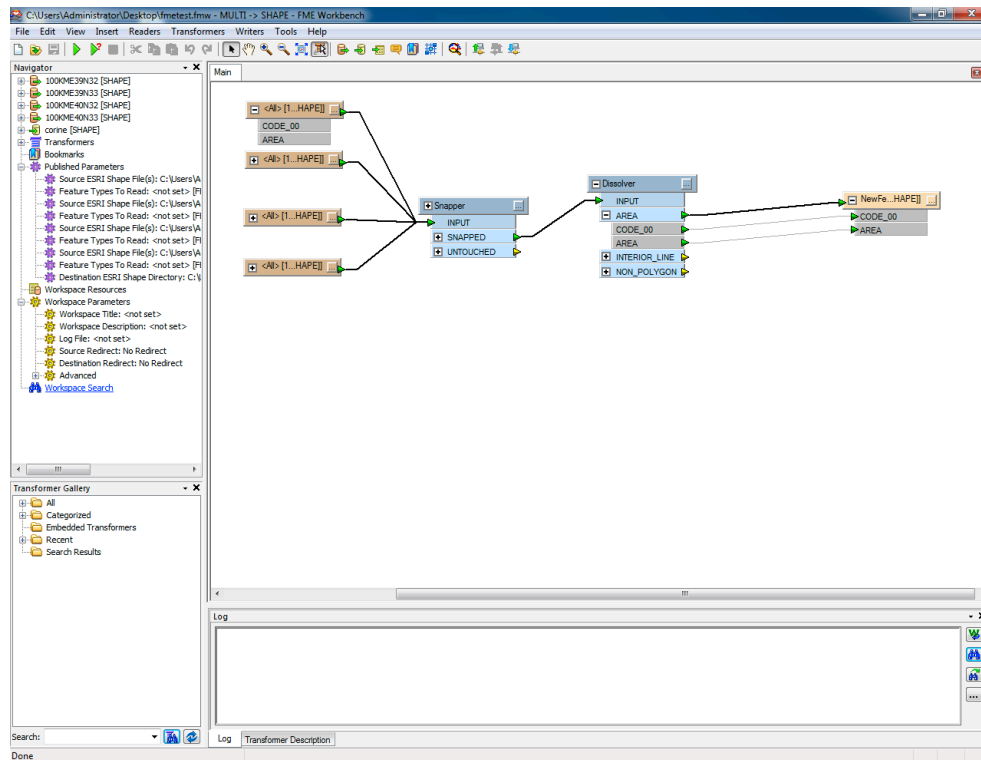 C:\Users\Administrator\Desktop\fmetest.fmw - MULTI -> SHAPE - FME Workbench
File Edit View Insert Readers Transformers Writers Tools Help
Navigator
100KME39N32 [SHAPE]
100KME39N33 [SHAPE]
100KME40N32 [SHAPE]
100KME40N33 [SHAPE]
corine [SHAPE]
Transformers
Bookmarks
Published Parameters
Source ESRI Shape File(s): C:\Users\A
Feature Types To Read: <not set> [F
Source ESRI Shape File(s): C:\Users\A
Feature Types To Read: <not set> [F
Source ESRI Shape File(s): C:\Users\A
Feature Types To Read: <not set> [F
Source ESRI Shape File(s): C:\Users\A
Feature Types To Read: <not set> [F
Destination ESRI Shape Directory: C:\
Workspace Resources
Workspace Parameters
Workspace Title: <not set>
Workspace Description: <not set>
Log File: <not set>
Source Redirect: No Redirect
Destination Redirect: No Redirect
Advanced
Workspace Search
Transformer Gallery
All
Categorized
Embedded Transformers
Recent
Search Results
Search:
Done
Main
<All> [1...HAPE]] ...
CODE_00
AREA
<All> [1...HAPE]] ...
<All> [1...HAPE]] ...
<All> [1...HAPE]] ...
Snapper ...
INPUT
SNAPPED
UNTOUCHED
Dissolver ...
INPUT
AREA
CODE_00
AREA
INTERIOR_LINE
NON_POLYGON
NewFe...HAPE]] ...
CODE_00
AREA
Log
W
...
Log Transformer Description